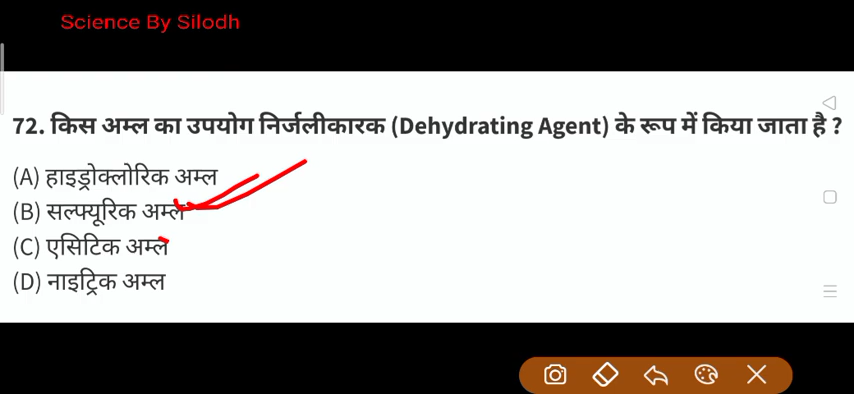 Science By Silodh
72. किस अम्ल का उपयोग निर्जलीकारक (Dehydrating Agent) के रूप में किया जाता है ?
(A) हाइड्रोक्लोरिक अम्ल
(B) सल्फ्यूरिक अम्ल
(C) एसिटिक अम्ल
(D) नाइट्रिक अम्ल